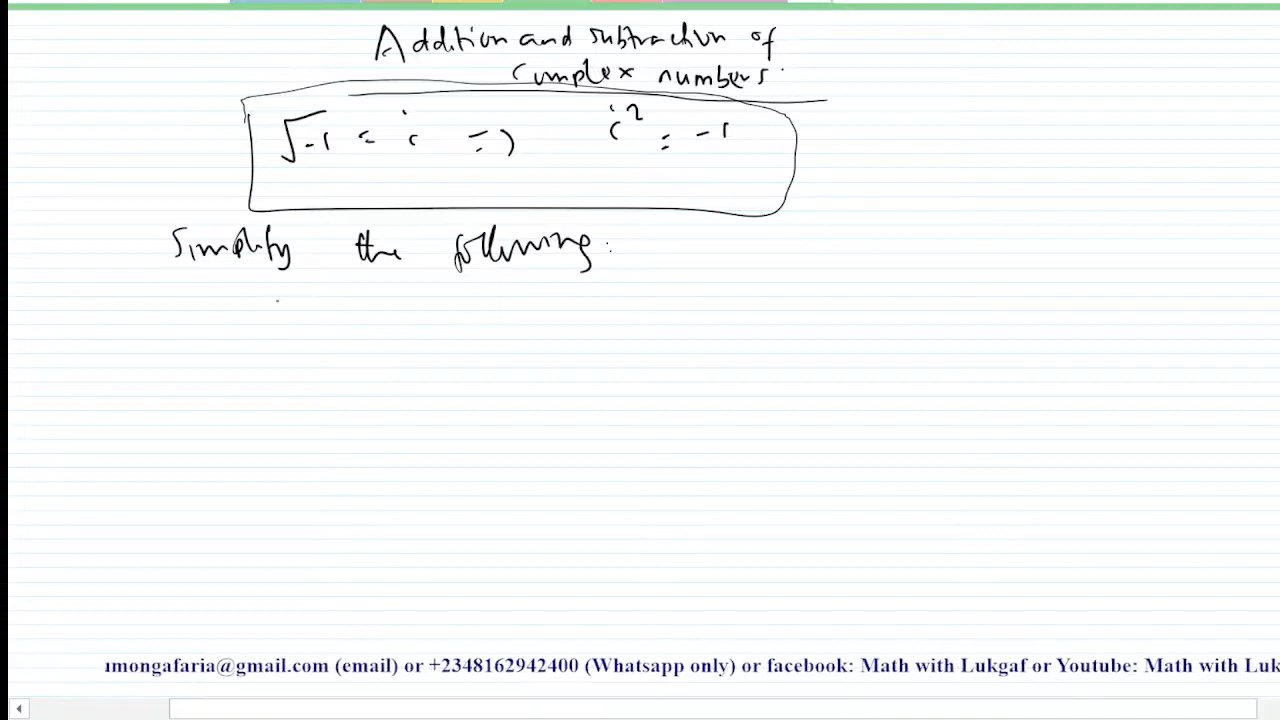 Addition and subtraction of
complex numbers.
√-1 = i => i² = -1
Simplify the following:
imongafaria@gmail.com (email) or +2348162942400 (Whatsapp only) or facebook: Math with Lukgaf or Youtube: Math with Luk